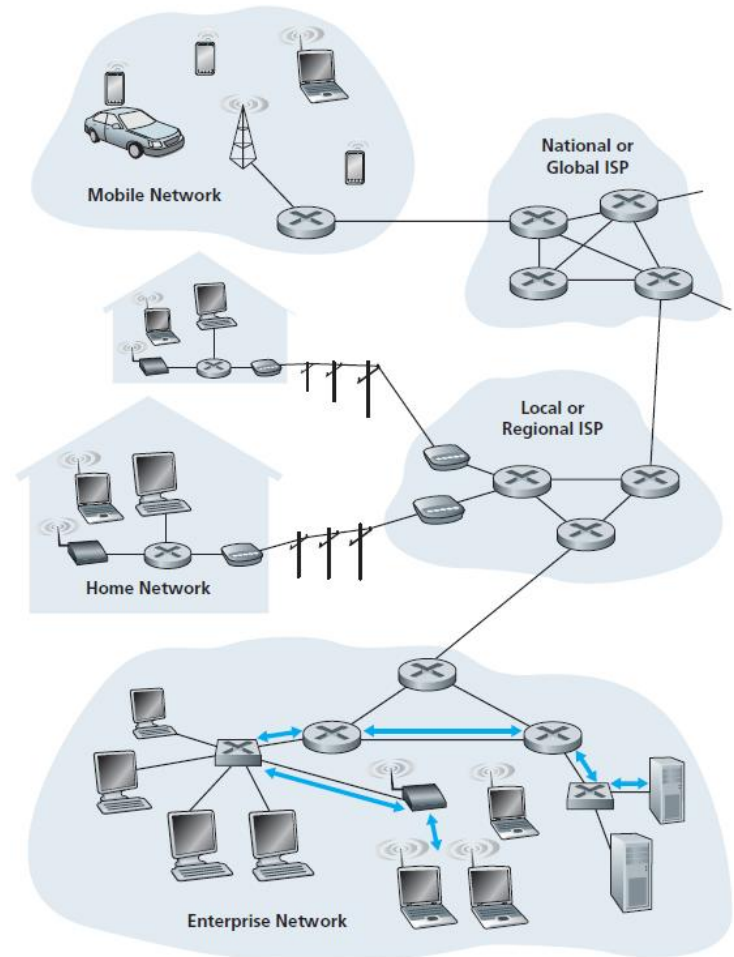 National or
Global ISP
Mobile Network
Local or
Regional ISP
Home Network
Enterprise Network